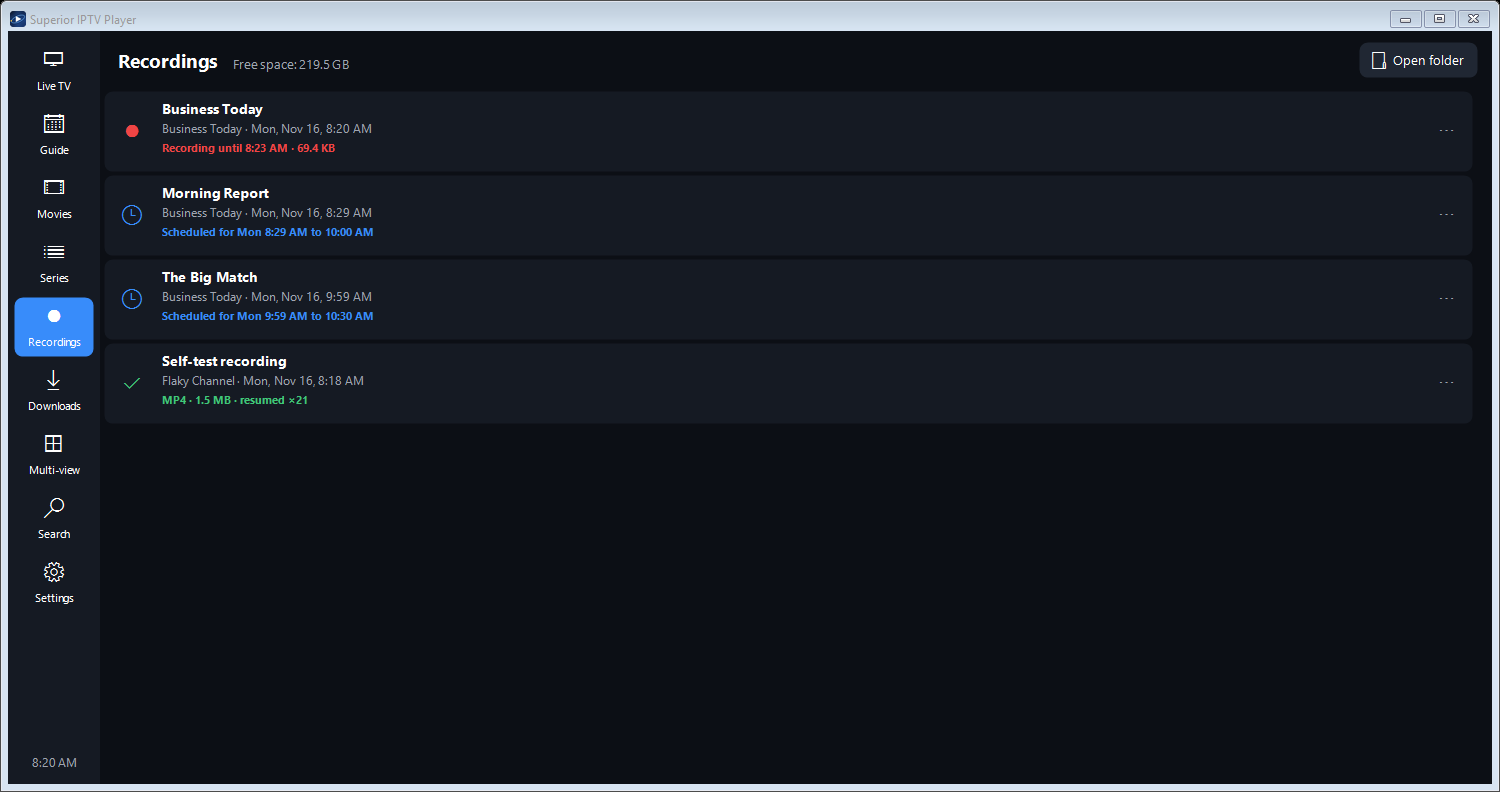 Superior IPTV Player
Live TV
Guide
Movies
Series
Recordings
Downloads
Multi-view
Search
Settings
8:20 AM
Recordings
Free space: 219.5 GB
Open folder
Business Today
Business Today · Mon, Nov 16, 8:20 AM
Recording until 8:23 AM · 69.4 KB
Morning Report
Business Today · Mon, Nov 16, 8:29 AM
Scheduled for Mon 8:29 AM to 10:00 AM
The Big Match
Business Today · Mon, Nov 16, 9:59 AM
Scheduled for Mon 9:59 AM to 10:30 AM
Self-test recording
Flaky Channel · Mon, Nov 16, 8:18 AM
MP4 · 1.5 MB · resumed ×21